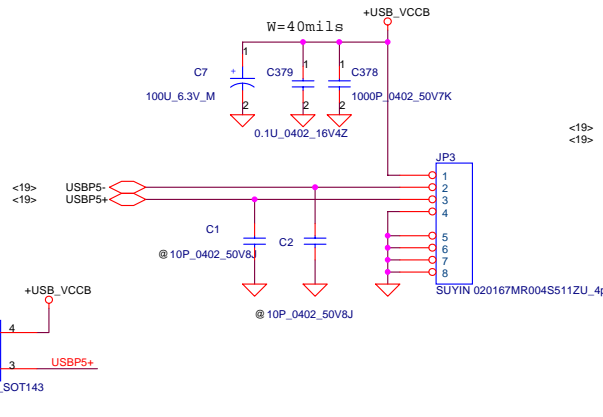 +USB_VCCB
W=40mils
1 1 1
C7 + C379 C378
100U_6.3V_M 1000P_0402_50V7K
2 2 2
0.1U_0402_16V4Z
<19>
<19>
JP3
<19> USBP5- 1
<19> USBP5+ 2
3
4
C1 C2
5
@10P_0402_50V8J 6
7
8
+USB_VCCB SUYIN 020167MR004S511ZU_4p
@10P_0402_50V8J
4
3 USBP5+
_SOT143